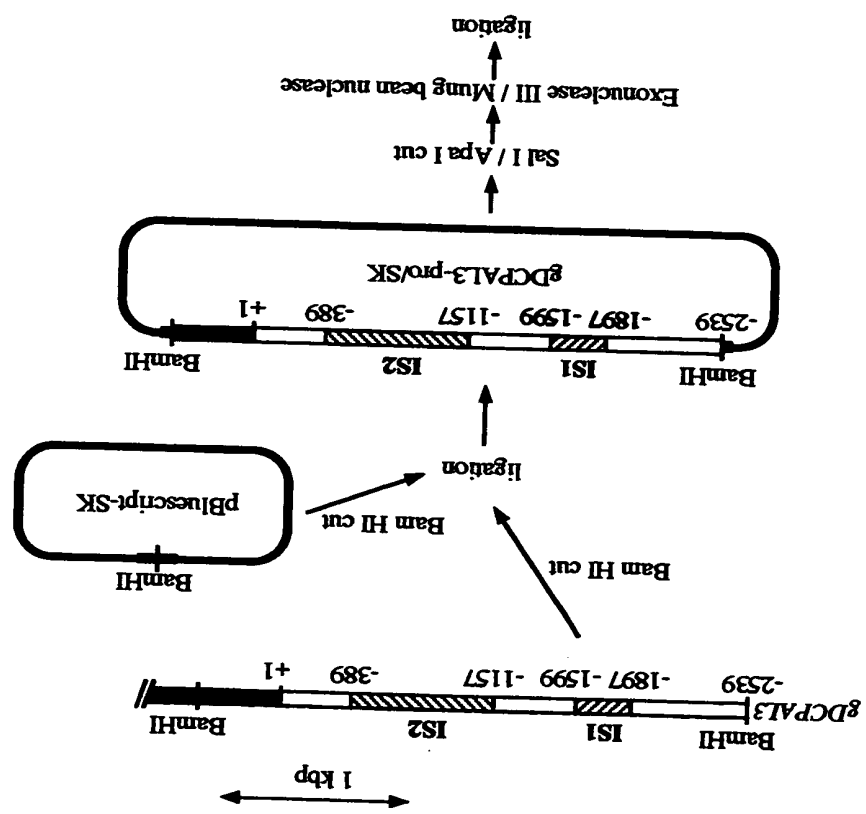 1 kbp
gDCPAL3
BamHI IS1 IS2 BamHI
-2539 -1897 -1599 -1157 -389 +1
Bam HI cut
BamHI
pBluescript-SK
Bam HI cut
ligation
BamHI IS1 IS2 BamHI
-2539 -1897 -1599 -1157 -389 +1
gDCPAL3-pro/SK
Sal I / Apa I cut
Exonuclease III / Mung bean nuclease
ligation